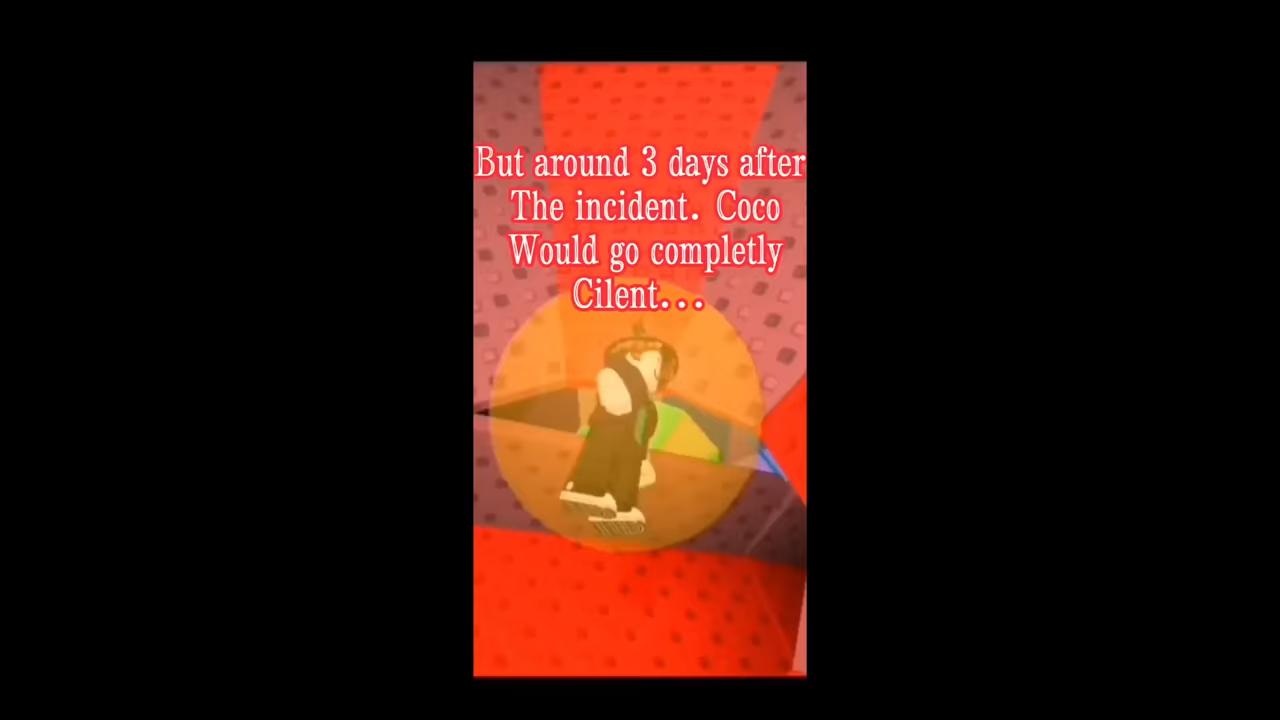 But around 3 days after
The incident. Coco
Would go completly
Cilent...